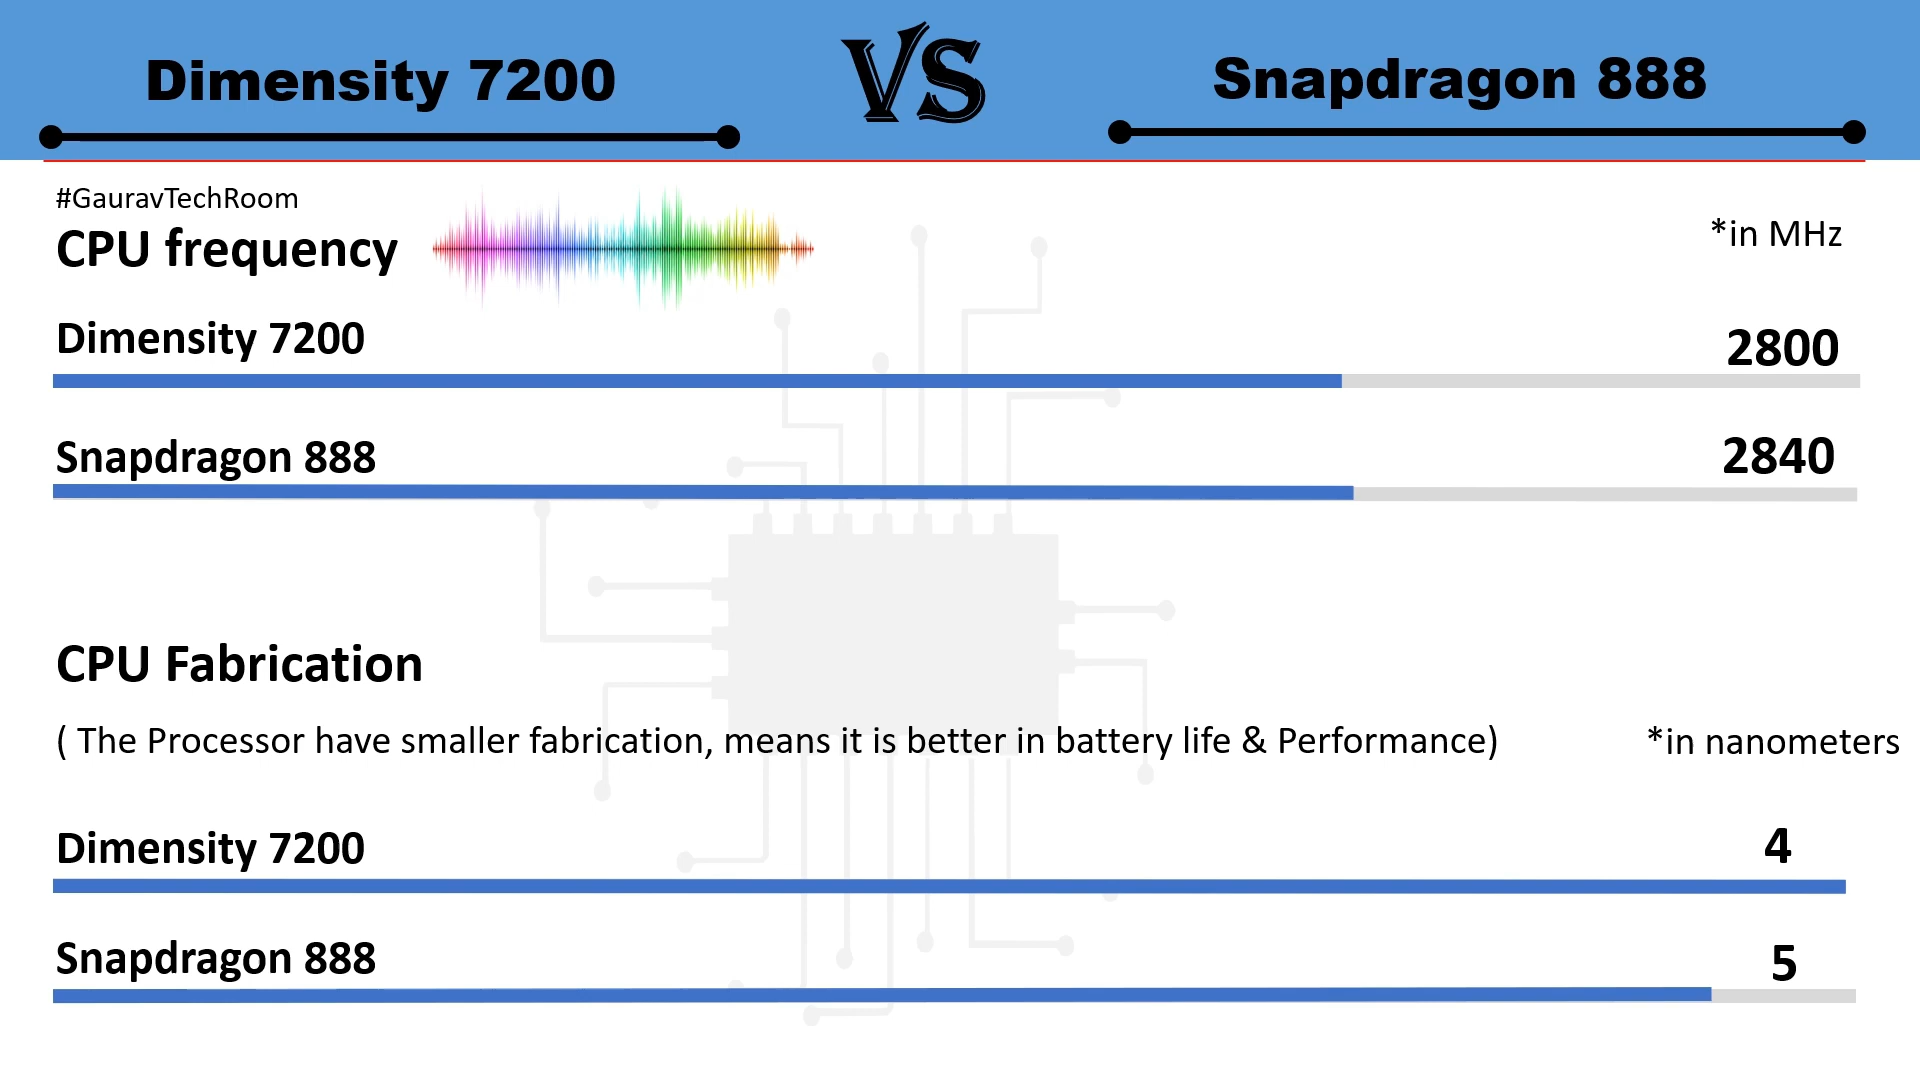 Dimensity 7200 VS Snapdragon 888
#GauravTechRoom
CPU frequency
*in MHz
Dimensity 7200 2800
Snapdragon 888 2840
CPU Fabrication
( The Processor have smaller fabrication, means it is better in battery life & Performance) *in nanometers
Dimensity 7200 4
Snapdragon 888 5